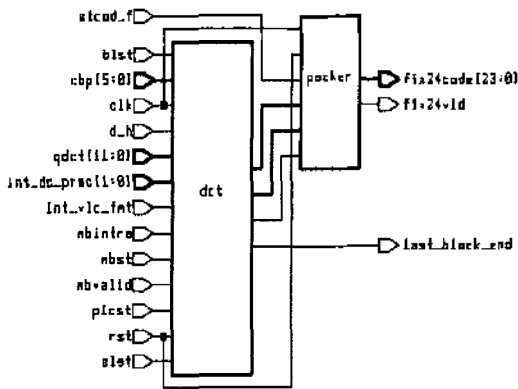 stcod_f
blst
cbp[5:0]
clk
d_h
qdct[11:0]
int_dc_prec[1:0]
int_vlc_fmt
mbintra
mbst
mbvalid
picst
rst
slst
dct
packer
fix24code[23:0]
fix24vld
last_block_end